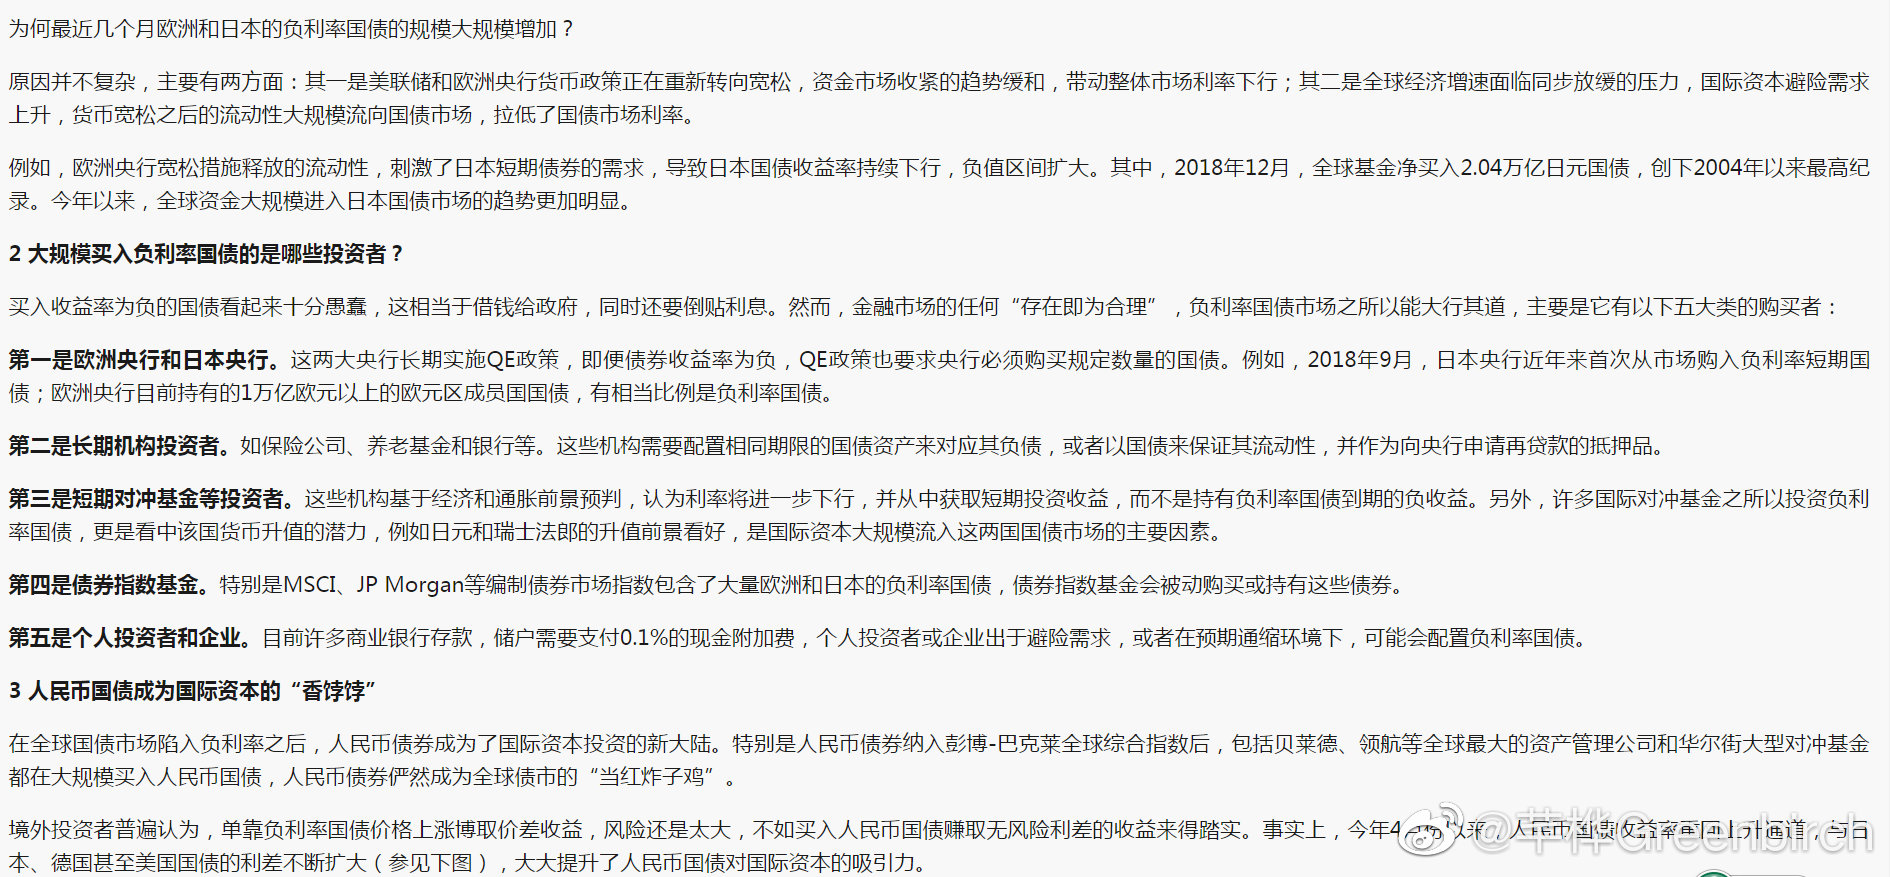 为何最近几个月欧洲和日本的负利率国债的规模大规模增加？
原因并不复杂，主要有两方面：其一是美联储和欧洲央行货币政策正在重新转向宽松，资金市场收紧的趋势缓和，带动整体市场利率下行；其二是全球经济增速面临同步放缓的压力，国际资本避险需求
上升，货币宽松之后的流动性大规模流向国债市场，拉低了国债市场利率。
例如，欧洲央行宽松措施释放的流动性，刺激了日本短期债券的需求，导致日本国债收益率持续下行，负值区间扩大。其中，2018年12月，全球基金净买入2.04万亿日元国债，创下2004年以来最高纪
录。今年以来，全球资金大规模进入日本国债市场的趋势更加明显。
2 大规模买入负利率国债的是哪些投资者？
买入收益率为负的国债看起来十分愚蠢，这相当于借钱给政府，同时还要倒贴利息。然而，金融市场的任何“存在即为合理”，负利率国债市场之所以能大行其道，主要是它有以下五大类的购买者：
第一是欧洲央行和日本央行。这两大央行长期实施QE政策，即便债券收益率为负，QE政策也要求央行必须购买规定数量的国债。例如，2018年9月，日本央行近年来首次从市场购入负利率短期国
债；欧洲央行目前持有的1万亿欧元以上的欧元区成员国国债，有相当比例是负利率国债。
第二是长期机构投资者。如保险公司、养老基金和银行等。这些机构需要配置相同期限的国债资产来对应其负债，或者以国债来保证其流动性，并作为向央行申请再贷款的抵押品。
第三是短期对冲基金等投资者。这些机构基于经济和通胀前景预判，认为利率将进一步下行，并从中获取短期投资收益，而不是持有负利率国债到期的负收益。另外，许多国际对冲基金之所以投资负利
率国债，更是看中该国货币升值的潜力，例如日元和瑞士法郎的升值前景看好，是国际资本大规模流入这两国国债市场的主要因素。
第四是债券指数基金。特别是MSCI、JP Morgan等编制债券市场指数包含了大量欧洲和日本的负利率国债，债券指数基金会被动购买或持有这些债券。
第五是个人投资者和企业。目前许多商业银行存款，储户需要支付0.1%的现金附加费，个人投资者或企业出于避险需求，或者在预期通缩环境下，可能会配置负利率国债。
3 人民币国债成为国际资本的“香饽饽”
在全球国债市场陷入负利率之后，人民币债券成为了国际资本投资的新大陆。特别是人民币债券纳入彭博-巴克莱全球综合指数后，包括贝莱德、领航等全球最大的资产管理公司和华尔街大型对冲基金
都在大规模买入人民币国债，人民币债券俨然成为全球债市的“当红炸子鸡”。
境外投资者普遍认为，单靠负利率国债价格上涨博取价差收益，风险还是太大，不如买入人民币国债赚取无风险利差的收益来得踏实。事实上，今年4月份以来，人民币国债收益率重回上升通道，与日
本、德国甚至美国国债的利差不断扩大（参见下图），大大提升了人民币国债对国际资本的吸引力。
@草桦Greenbirch